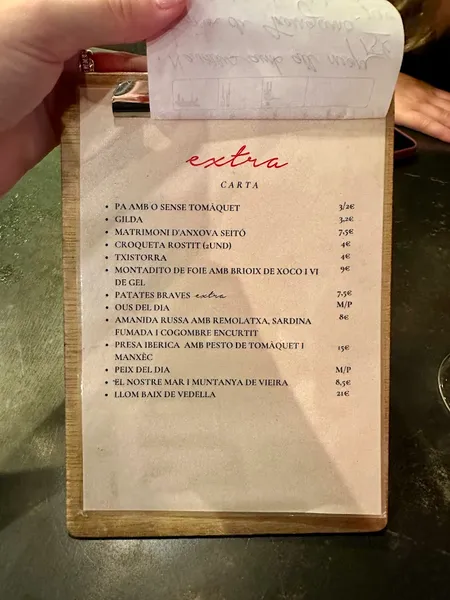 extra
CARTA
• PA AMB O SENSE TOMÀQUET 3/2€
• GILDA 3,2€
• MATRIMONI D'ANXOVA SEITÓ 7,5€
• CROQUETA ROSTIT (2UND) 4€
• TXISTORRA 4€
• MONTADITO DE FOIE AMB BRIOIX DE XOCO I VI 9€
DE GEL
• PATATES BRAVES extra 7,5€
• OUS DEL DIA M/P
• AMANIDA RUSSA AMB REMOLATXA, SARDINA 8€
FUMADA I COGOMBRE ENCURTIT
• PRESA IBERICA AMB PESTO DE TOMÀQUET I 15€
MANXÈC
• PEIX DEL DIA M/P
• EL NOSTRE MAR I MUNTANYA DE VIEIRA 8,5€
• LLOM BAIX DE VEDELLA 21€